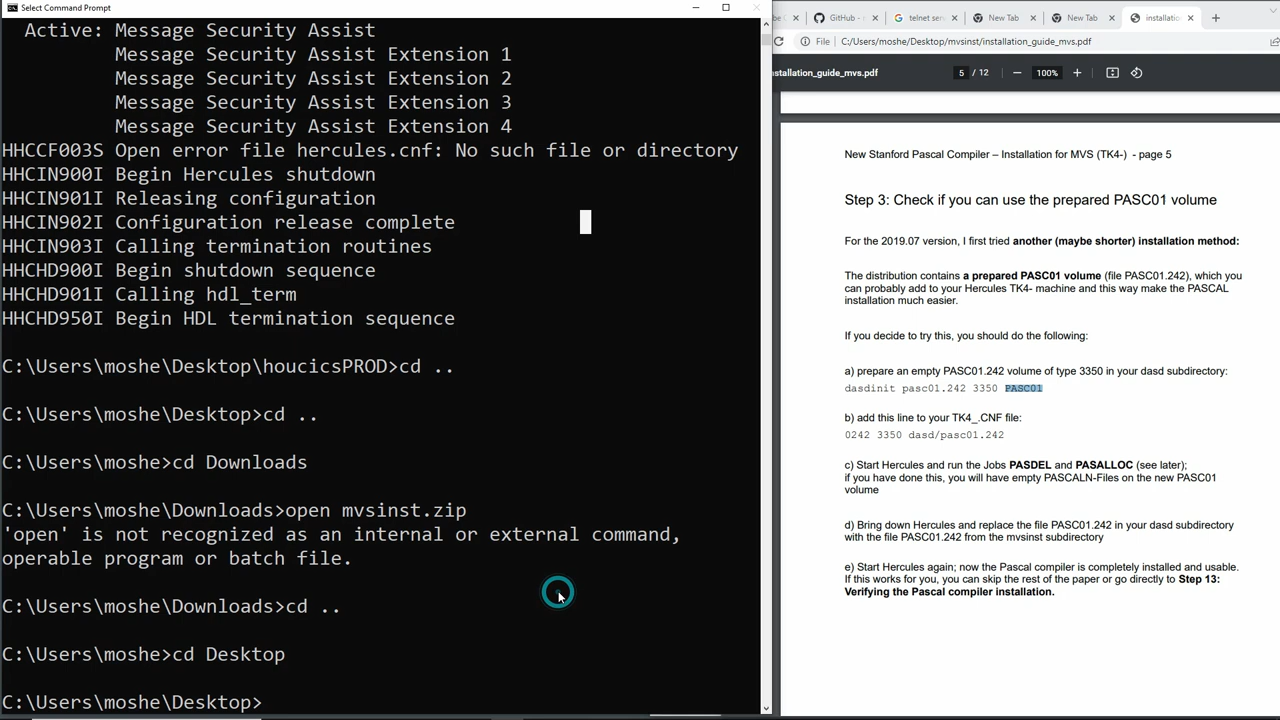 Select Command Prompt
Active: Message Security Assist
Message Security Assist Extension 1
Message Security Assist Extension 2
Message Security Assist Extension 3
Message Security Assist Extension 4
HHCCF003S Open error file hercules.cnf: No such file or directory
HHCIN900I Begin Hercules shutdown
HHCIN901I Releasing configuration
HHCIN902I Configuration release complete
HHCIN903I Calling termination routines
HHCHD900I Begin shutdown sequence
HHCHD901I Calling hdl_term
HHCHD950I Begin HDL termination sequence
C:\Users\moshe\Desktop\houcicsPROD>cd ..
C:\Users\moshe\Desktop>cd ..
C:\Users\moshe>cd Downloads
C:\Users\moshe\Downloads>open mvsinst.zip
'open' is not recognized as an internal or external command,
operable program or batch file.
C:\Users\moshe\Downloads>cd ..
C:\Users\moshe>cd Desktop
C:\Users\moshe\Desktop>
GitHub -
telnet ser
New Tab
New Tab
installatio
File C:/Users/moshe/Desktop/mvsinst/installation_guide_mvs.pdf
stallation_guide_mvs.pdf
5 / 12
100%
New Stanford Pascal Compiler – Installation for MVS (TK4-) - page 5
Step 3: Check if you can use the prepared PASC01 volume
For the 2019.07 version, I first tried another (maybe shorter) installation method:
The distribution contains a prepared PASC01 volume (file PASC01.242), which you
can probably add to your Hercules TK4- machine and this way make the PASCAL
installation much easier.
If you decide to try this, you should do the following:
a) prepare an empty PASC01.242 volume of type 3350 in your dasd subdirectory:
dasdinit pasc01.242 3350 PASC01
b) add this line to your TK4_.CNF file:
0242 3350 dasd/pasc01.242
c) Start Hercules and run the Jobs PASDEL and PASALLOC (see later);
if you have done this, you will have empty PASCALN-Files on the new PASC01
volume
d) Bring down Hercules and replace the file PASC01.242 in your dasd subdirectory
with the file PASC01.242 from the mvsinst subdirectory
e) Start Hercules again; now the Pascal compiler is completely installed and usable.
If this works for you, you can skip the rest of the paper or go directly to Step 13:
Verifying the Pascal compiler installation.